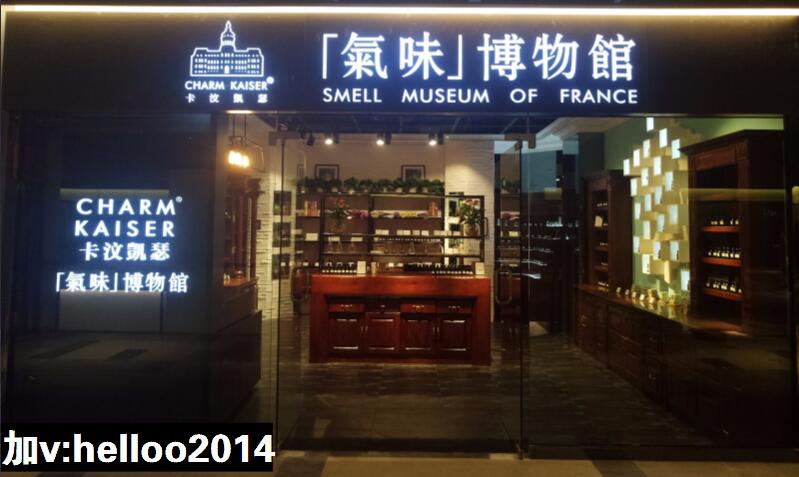 「氣味」博物館
CHARM KAISER®
卡汶凱瑟
SMELL MUSEUM OF FRANCE
CHARM®
KAISER
卡汶凱瑟
「氣味」博物館
加v:helloo2014